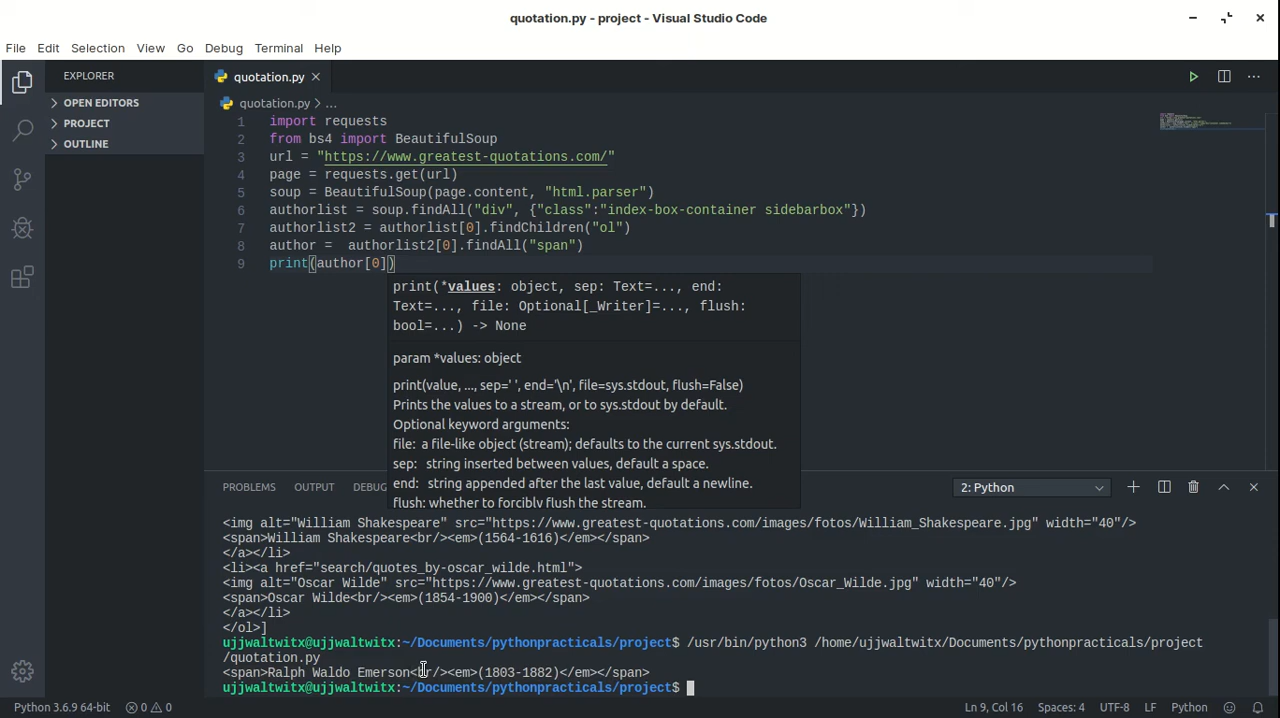 quotation.py - project - Visual Studio Code
File Edit Selection View Go Debug Terminal Help
EXPLORER
OPEN EDITORS
PROJECT
OUTLINE
quotation.py
quotation.py > ...
1 import requests
2 from bs4 import BeautifulSoup
3 url = "https://www.greatest-quotations.com/"
4 page = requests.get(url)
5 soup = BeautifulSoup(page.content, "html.parser")
6 authorlist = soup.findAll("div", {"class":"index-box-container sidebarbox"})
7 authorlist2 = authorlist[0].findChildren("ol")
8 author =  authorlist2[0].findAll("span")
9 print(author[0])
print(*values: object, sep: Text=..., end:
Text=..., file: Optional[_Writer]=..., flush:
bool=...) -> None
param *values: object
print(value, ..., sep=' ', end='\n', file=sys.stdout, flush=False)
Prints the values to a stream, or to sys.stdout by default.
Optional keyword arguments:
file:  a file-like object (stream); defaults to the current sys.stdout.
sep:   string inserted between values, default a space.
end:   string appended after the last value, default a newline.
flush: whether to forcibly flush the stream.
PROBLEMS OUTPUT DEBUG 2: Python
<img alt="William Shakespeare" src="https://www.greatest-quotations.com/images/fotos/William_Shakespeare.jpg" width="40"/>
<span>William Shakespeare<br/><em>(1564-1616)</em></span>
</a></li>
<li><a href="search/quotes_by-oscar_wilde.html">
<img alt="Oscar Wilde" src="https://www.greatest-quotations.com/images/fotos/Oscar_Wilde.jpg" width="40"/>
<span>Oscar Wilde<br/><em>(1854-1900)</em></span>
</a></li>
</ol>]
ujjwaltwitx@ujjwaltwitx:~/Documents/pythonpracticals/project$ /usr/bin/python3 /home/ujjwaltwitx/Documents/pythonpracticals/project
/quotation.py
<span>Ralph Waldo Emerson<br/><em>(1803-1882)</em></span>
ujjwaltwitx@ujjwaltwitx:~/Documents/pythonpracticals/project$
Python 3.6.9 64-bit 0 0 Ln 9, Col 16 Spaces: 4 UTF-8 LF Python